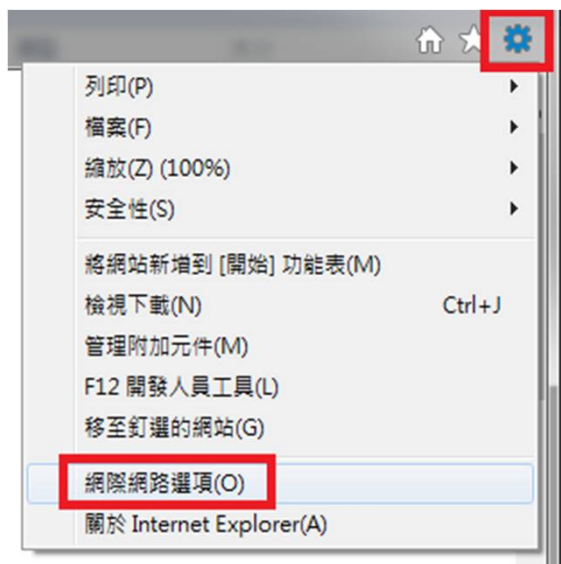 列印(P)
檔案(F)
縮放(Z) (100%)
安全性(S)
將網站新增到 [開始] 功能表(M)
檢視下載(N) Ctrl+J
管理附加元件(M)
F12 開發人員工具(L)
移至釘選的網站(G)
網際網路選項(O)
關於 Internet Explorer(A)